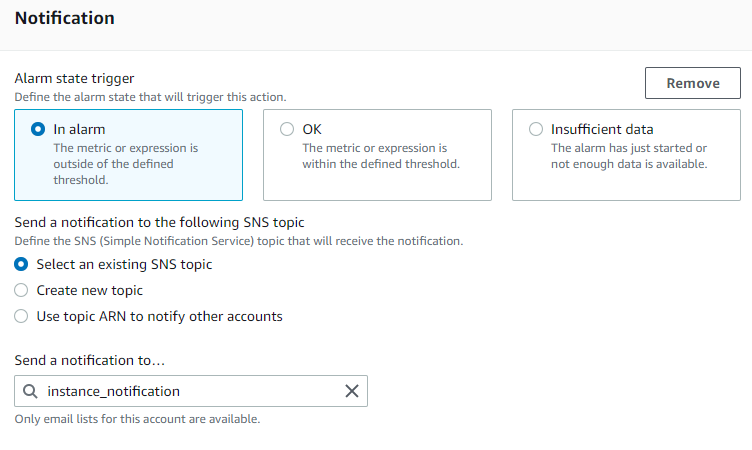 Notification
Alarm state trigger
Define the alarm state that will trigger this action.
Remove
In alarm
The metric or expression is
outside of the defined
threshold.
OK
The metric or expression is
within the defined threshold.
Insufficient data
The alarm has just started or
not enough data is available.
Send a notification to the following SNS topic
Define the SNS (Simple Notification Service) topic that will receive the notification.
Select an existing SNS topic
Create new topic
Use topic ARN to notify other accounts
Send a notification to…
instance_notification
Only email lists for this account are available.